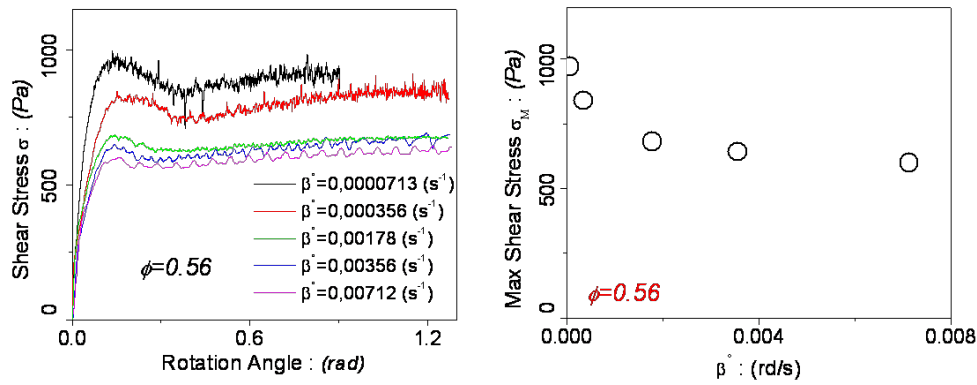 1000
500
0
Shear Stress σ : (Pa)
β°=0,0000713 (s⁻¹)
β°=0,000356 (s⁻¹)
β°=0,00178 (s⁻¹)
β°=0,00356 (s⁻¹)
β°=0,00712 (s⁻¹)
ϕ=0.56
0.0 0.6 1.2
Rotation Angle : (rad)
1000
500
0
Max Shear Stress σM : (Pa)
ϕ=0.56
0.000 0.004 0.008
β° : (rd/s)